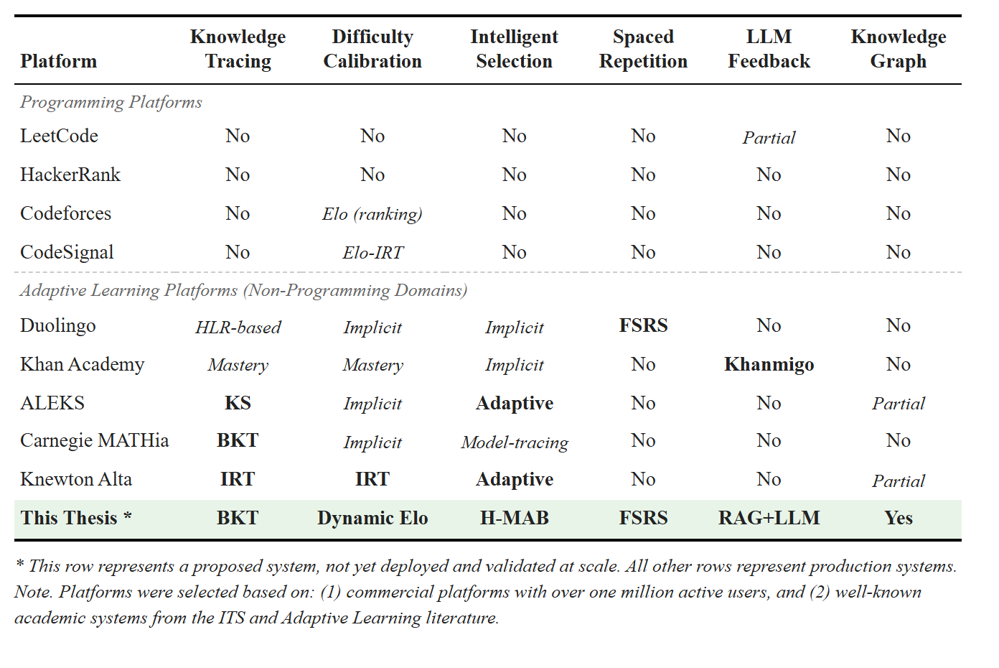 Platform Knowledge Tracing Difficulty Calibration Intelligent Selection Spaced Repetition LLM Feedback Knowledge Graph
Programming Platforms
LeetCode No No No No Partial No
HackerRank No No No No No No
Codeforces No Elo (ranking) No No No No
CodeSignal No Elo-IRT No No No No
Adaptive Learning Platforms (Non-Programming Domains)
Duolingo HLR-based Implicit Implicit FSRS No No
Khan Academy Mastery Mastery Implicit No Khanmigo No
ALEKS KS Implicit Adaptive No No Partial
Carnegie MATHia BKT Implicit Model-tracing No No No
Knewton Alta IRT IRT Adaptive No No Partial
This Thesis * BKT Dynamic Elo H-MAB FSRS RAG+LLM Yes
* This row represents a proposed system, not yet deployed and validated at scale. All other rows represent production systems.
Note. Platforms were selected based on: (1) commercial platforms with over one million active users, and (2) well-known
academic systems from the ITS and Adaptive Learning literature.